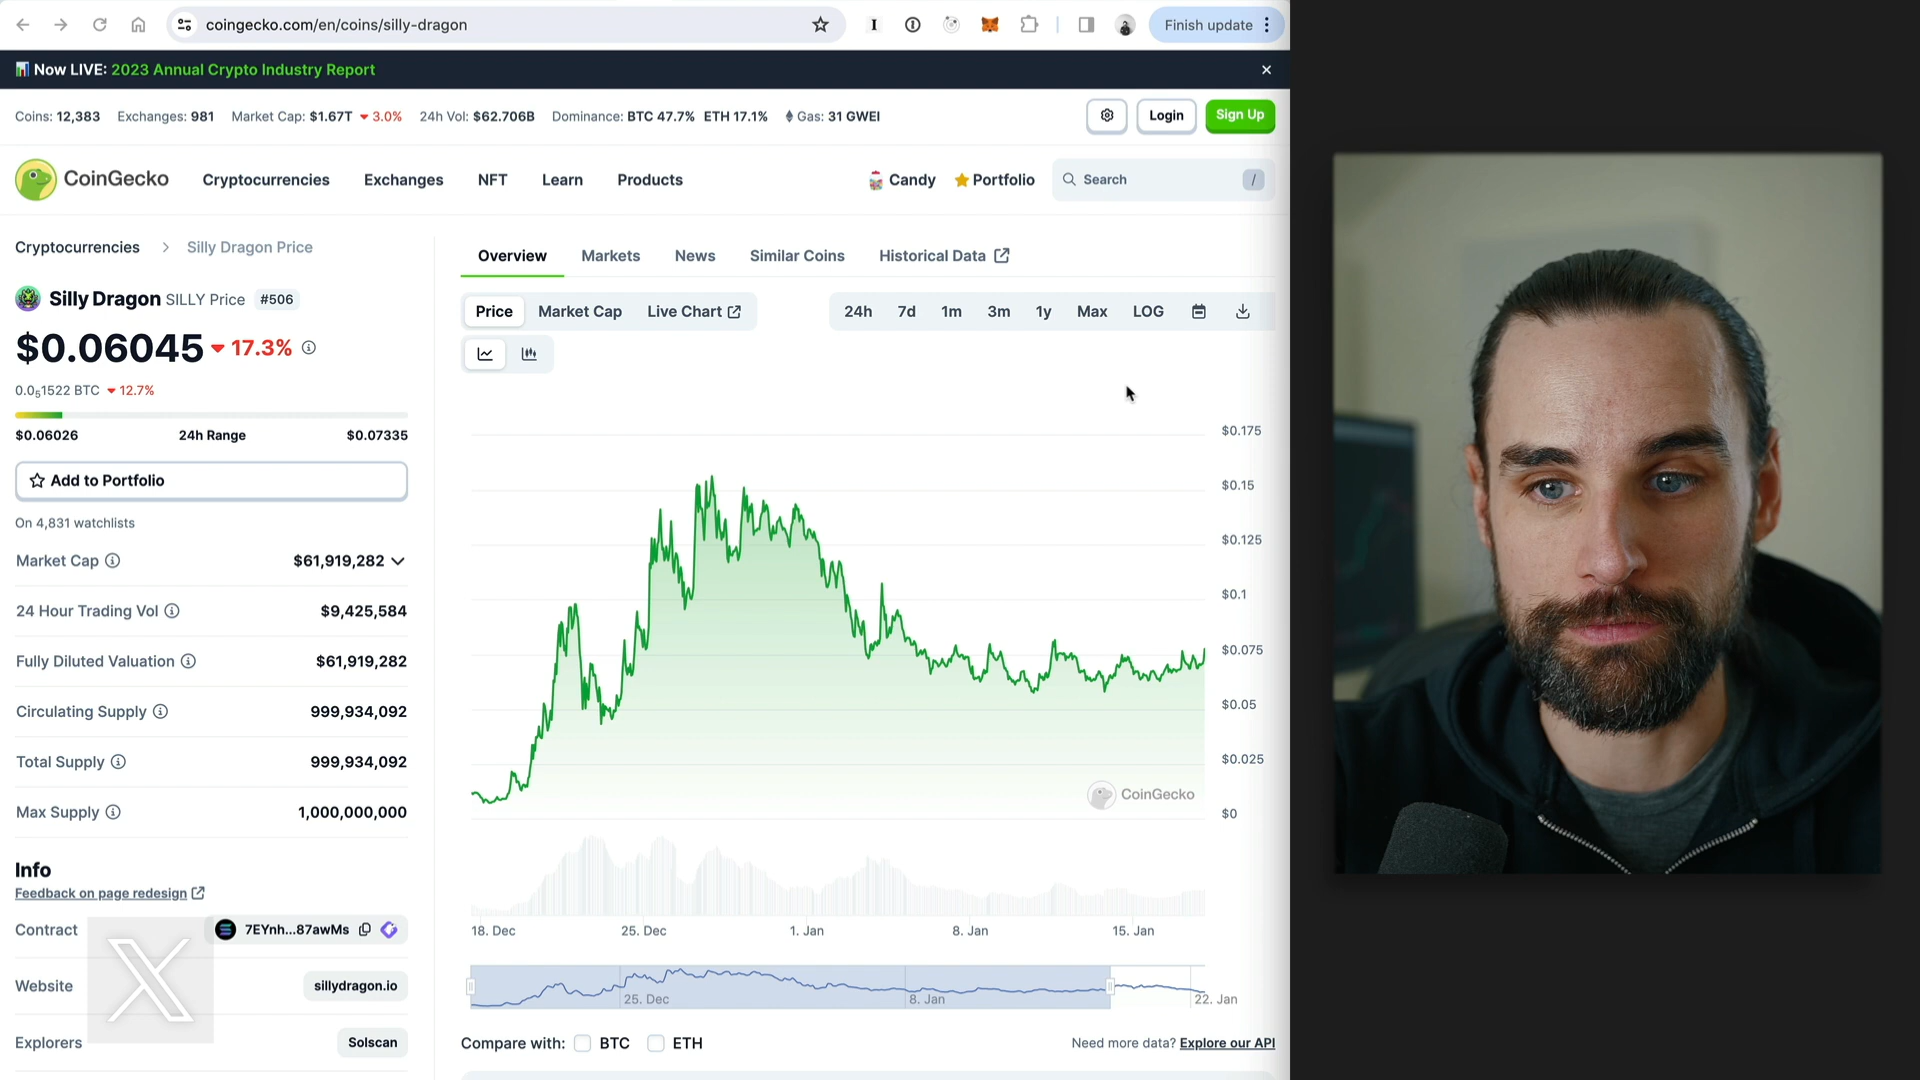 coingecko.com/en/coins/silly-dragon
Finish update
Now LIVE: 2023 Annual Crypto Industry Report
Coins: 12,383 Exchanges: 981 Market Cap: $1.67T 3.0% 24h Vol: $62.706B Dominance: BTC 47.7% ETH 17.1% Gas: 31 GWEI
Login
Sign Up
CoinGecko
Cryptocurrencies Exchanges NFT Learn Products
Candy
Portfolio
Search /
Cryptocurrencies > Silly Dragon Price
Silly Dragon SILLY Price #506
$0.06045 17.3%
0.0₅1522 BTC 12.7%
$0.06026 24h Range $0.07335
Add to Portfolio
On 4,831 watchlists
Market Cap $61,919,282
24 Hour Trading Vol $9,425,584
Fully Diluted Valuation $61,919,282
Circulating Supply 999,934,092
Total Supply 999,934,092
Max Supply 1,000,000,000
Info
Feedback on page redesign
Contract 7EYnh...87awMs
Website sillydragon.io
Explorers Solscan
Overview Markets News Similar Coins Historical Data
Price Market Cap Live Chart
24h 7d 1m 3m 1y Max LOG
$0.175
$0.15
$0.125
$0.1
$0.075
$0.05
$0.025
$0
CoinGecko
18. Dec 25. Dec 1. Jan 8. Jan 15. Jan
25. Dec 8. Jan 22. Jan
Compare with: BTC ETH
Need more data? Explore our API